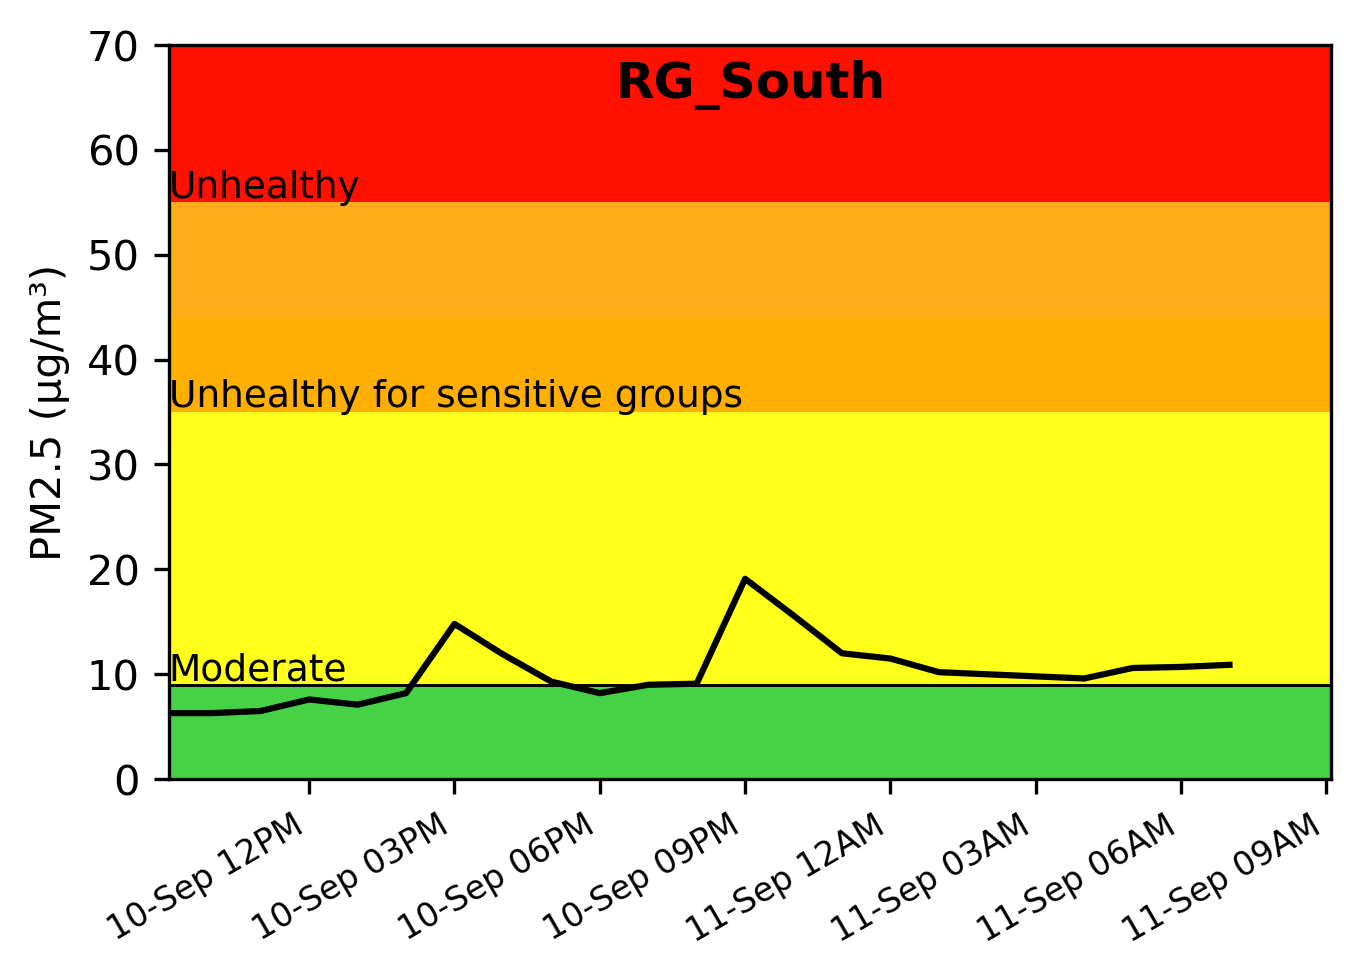 RG_South
70
60
50
40
30
20
10
0
PM2.5 (µg/m³)
Unhealthy
Unhealthy for sensitive groups
Moderate
10-Sep 12PM
10-Sep 03PM
10-Sep 06PM
10-Sep 09PM
11-Sep 12AM
11-Sep 03AM
11-Sep 06AM
11-Sep 09AM